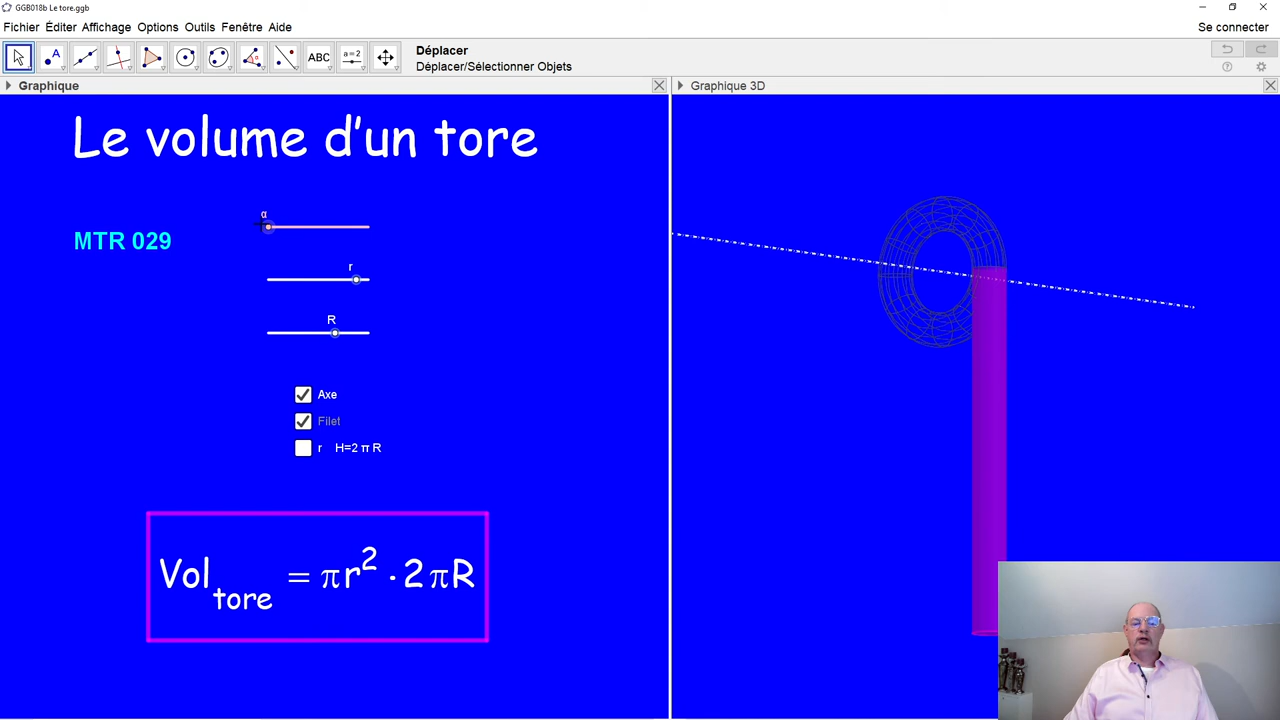 GGB018b Le tore.ggb
Fichier Éditer Affichage Options Outils Fenêtre Aide
Se connecter
A
ABC
a=2
Déplacer
Déplacer/Sélectionner Objets
Graphique
Graphique 3D
Le volume d'un tore
α
MTR 029
r
R
Axe
Filet
r H=2 π R
Vol tore = πr² · 2πR